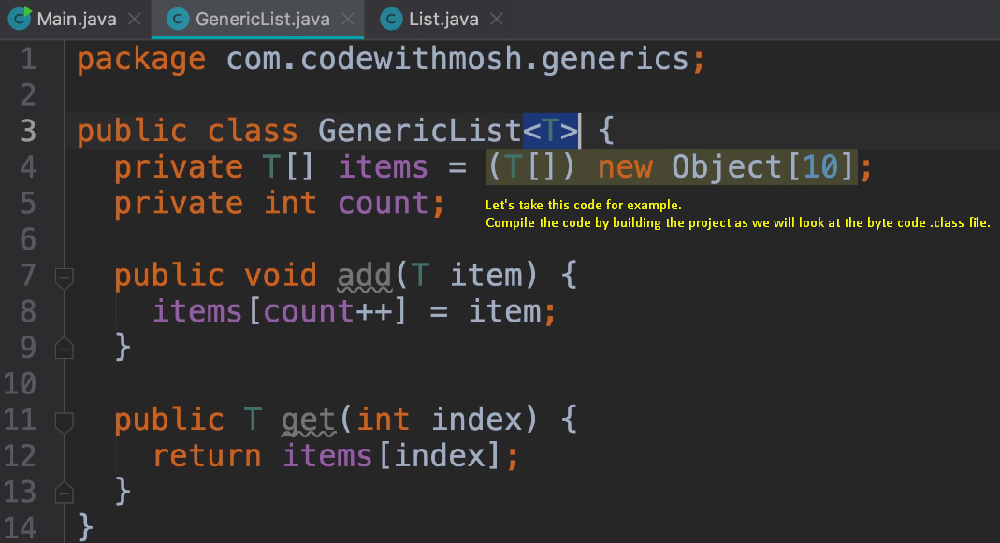 Main.java GenericList.java List.java
1 package com.codewithmosh.generics;
2
3 public class GenericList<T> {
4 private T[] items = (T[]) new Object[10];
5 private int count; Let's take this code for example.
Compile the code by building the project as we will look at the byte code .class file.
6
7 public void add(T item) {
8 items[count++] = item;
9 }
10
11 public T get(int index) {
12 return items[index];
13 }
14 }